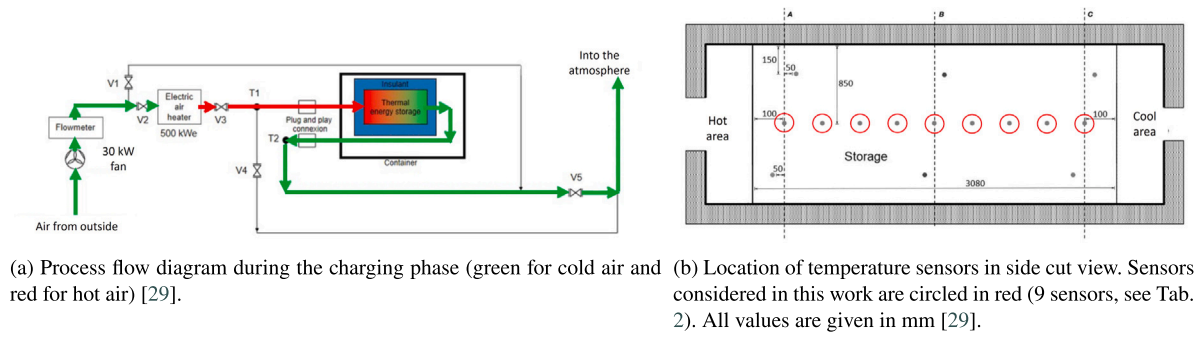 Into the
atmosphere
V1
Electric
air
heater
500 kWe
V2
V3
T1
Insulant
Thermal
energy storage
Plug and play
connexion
Flowmeter
T2
30 kW
fan
Container
V4
V5
Air from outside
A
B
C
150
50
850
100
100
Hot
area
Cool
area
Storage
50
3080
(a) Process flow diagram during the charging phase (green for cold air and
red for hot air) [29].
(b) Location of temperature sensors in side cut view. Sensors
considered in this work are circled in red (9 sensors, see Tab.
2). All values are given in mm [29].